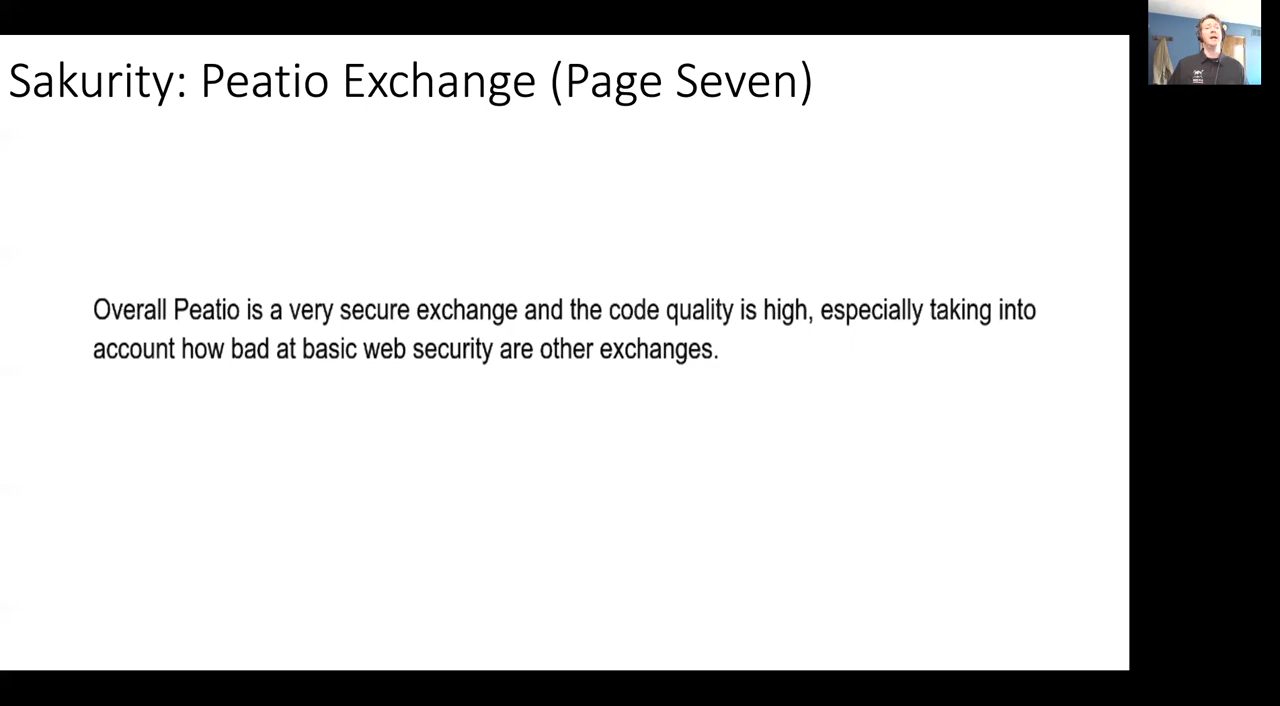 Sakurity: Peatio Exchange (Page Seven)
Overall Peatio is a very secure exchange and the code quality is high, especially taking into
account how bad at basic web security are other exchanges.